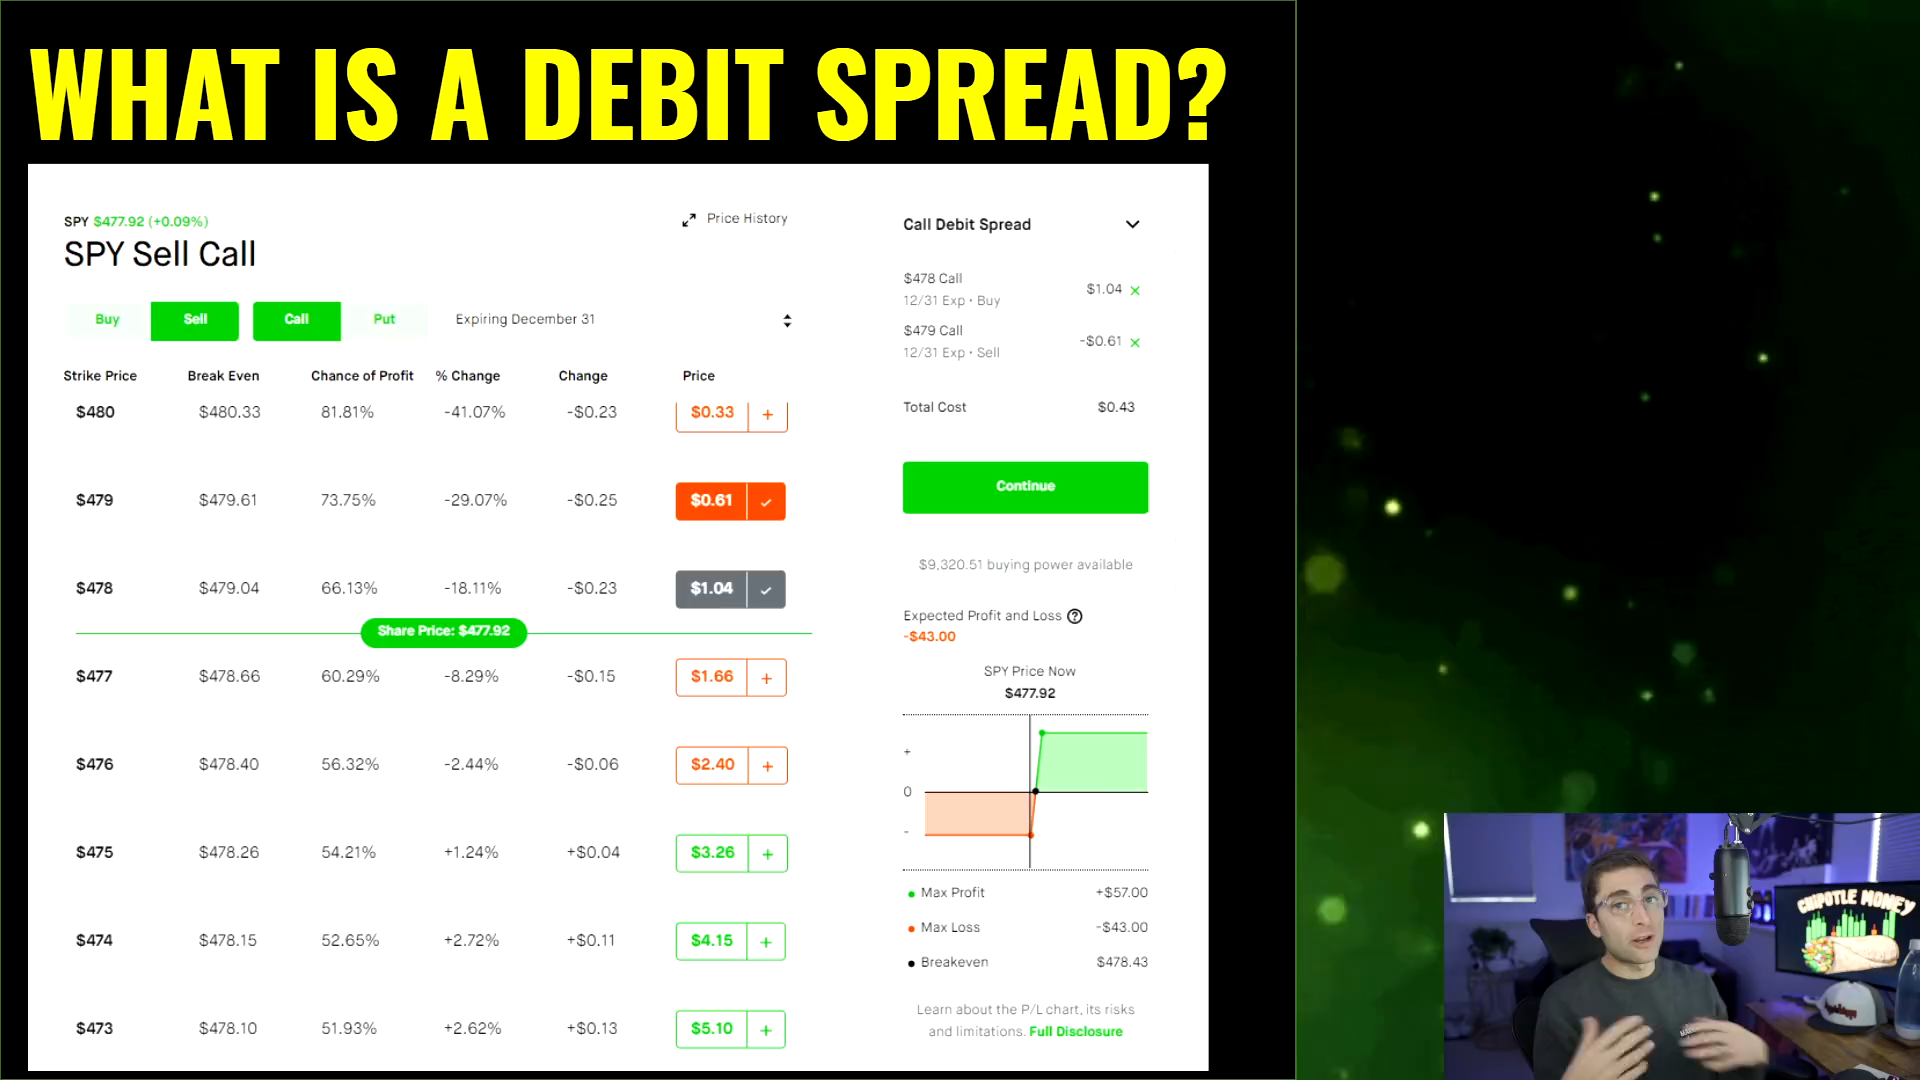 WHAT IS A DEBIT SPREAD?
SPY $477.92 (+0.09%)
SPY Sell Call
Price History
Buy Sell Call Put Expiring December 31
Strike Price Break Even Chance of Profit % Change Change Price
$480 $480.33 81.81% -41.07% -$0.23 $0.33 +
$479 $479.61 73.75% -29.07% -$0.25 $0.61
$478 $479.04 66.13% -18.11% -$0.23 $1.04
Share Price: $477.92
$477 $478.66 60.29% -8.29% -$0.15 $1.66 +
$476 $478.40 56.32% -2.44% -$0.06 $2.40 +
$475 $478.26 54.21% +1.24% +$0.04 $3.26 +
$474 $478.15 52.65% +2.72% +$0.11 $4.15 +
$473 $478.10 51.93% +2.62% +$0.13 $5.10 +
Call Debit Spread
$478 Call
12/31 Exp • Buy
$1.04 ×
$479 Call
12/31 Exp • Sell
-$0.61 ×
Total Cost $0.43
Continue
$9,320.51 buying power available
Expected Profit and Loss ?
-$43.00
SPY Price Now
$477.92
+
0
-
Max Profit +$57.00
Max Loss -$43.00
Breakeven $478.43
Learn about the P/L chart, its risks
and limitations. Full Disclosure
CHIPOTLE MONEY